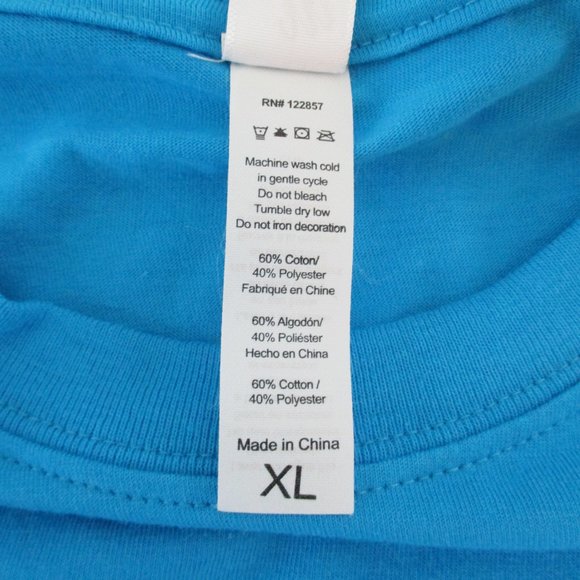 RN# 122857
Machine wash cold
in gentle cycle
Do not bleach
Tumble dry low
Do not iron decoration
60% Coton/
40% Polyester
Fabriqué en Chine
60% Algodón/
40% Poliéster
Hecho en China
60% Cotton /
40% Polyester
Made in China
XL